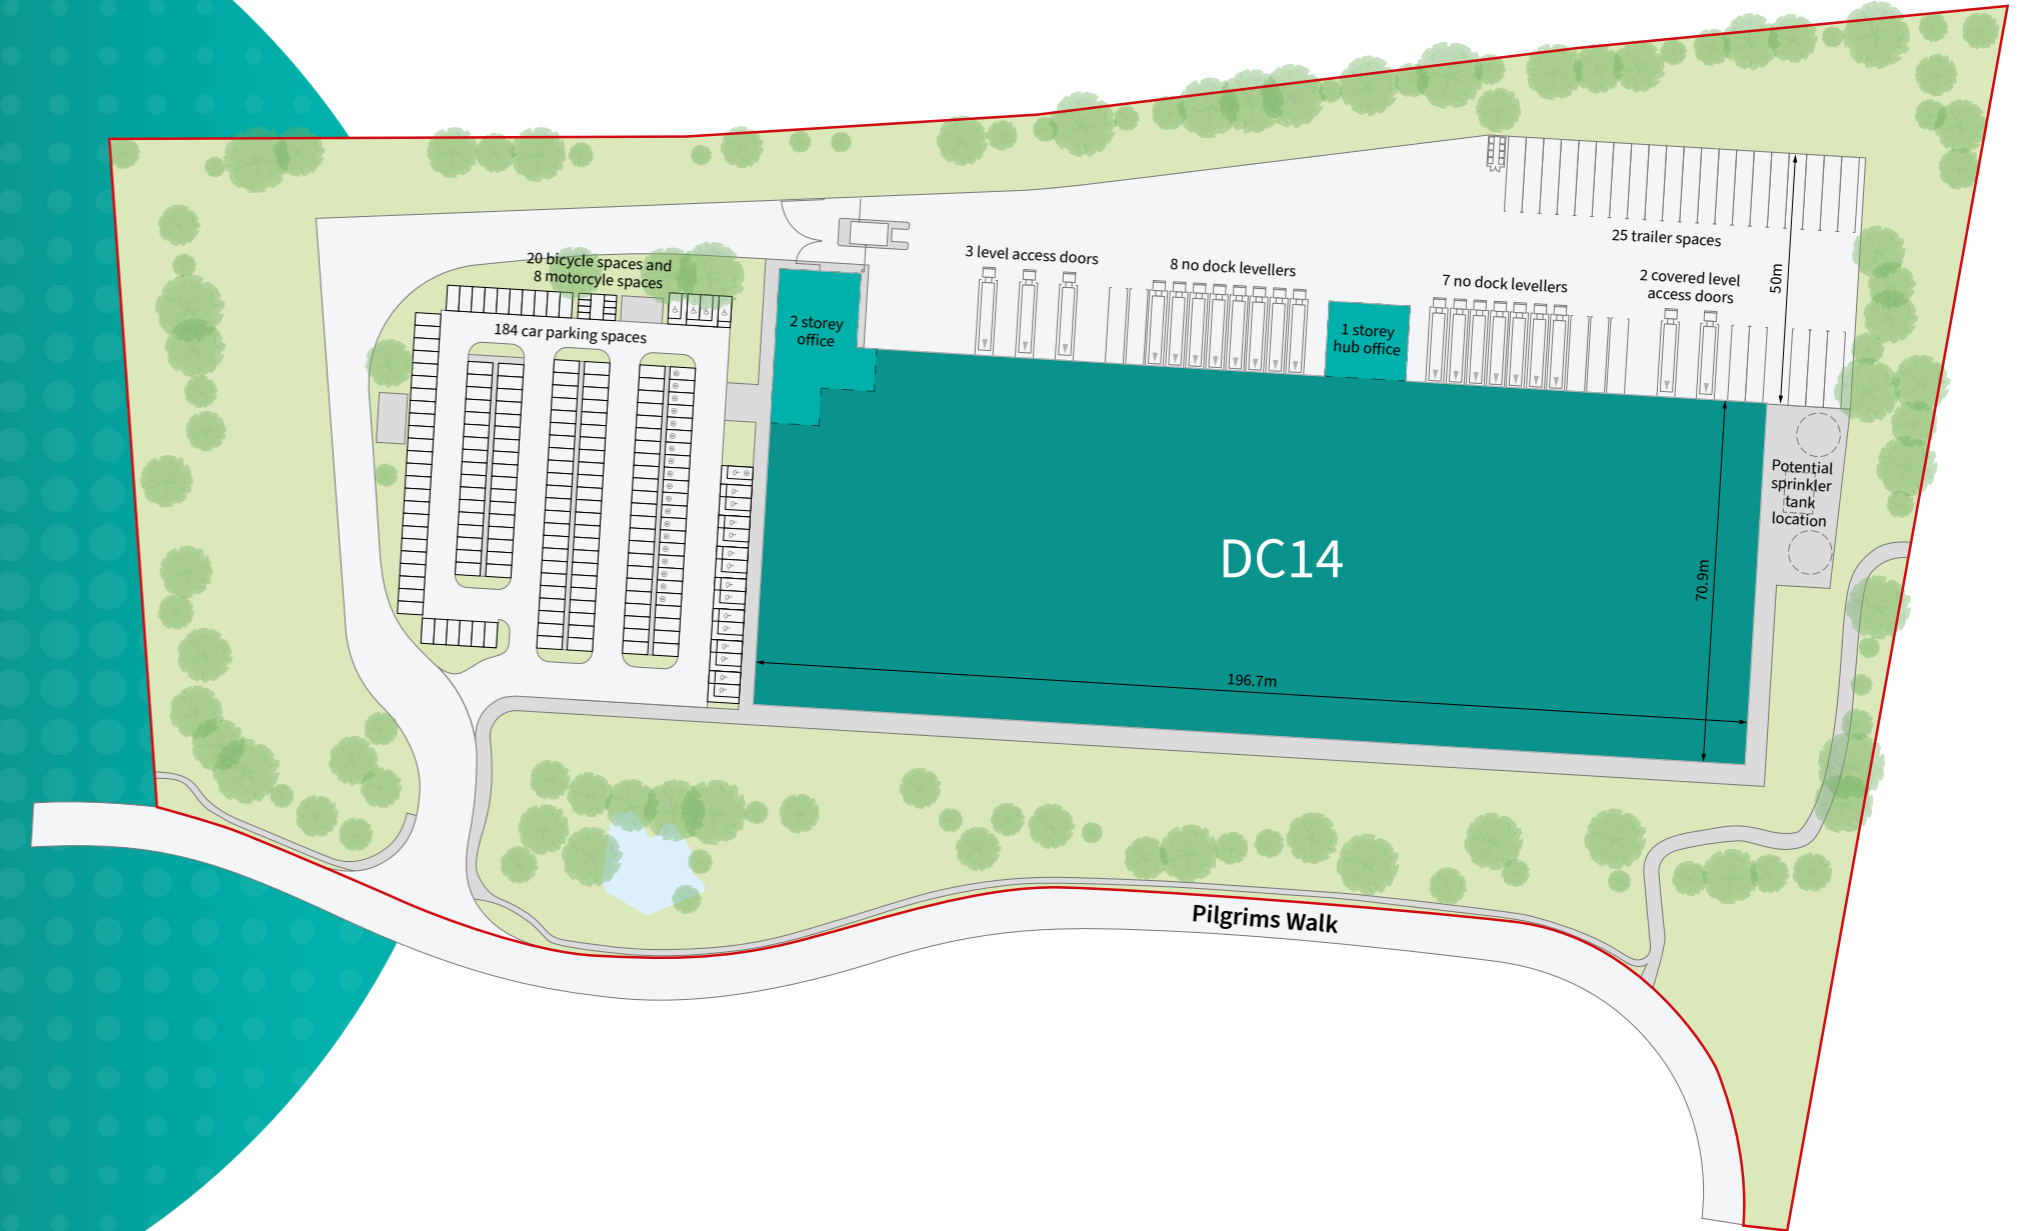 20 bicycle spaces and
8 motorcyle spaces
184 car parking spaces
2 storey
office
3 level access doors
8 no dock levellers
1 storey
hub office
7 no dock levellers
25 trailer spaces
2 covered level
access doors
50m
Potential
sprinkler
tank
location
DC14
70.9m
196.7m
Pilgrims Walk